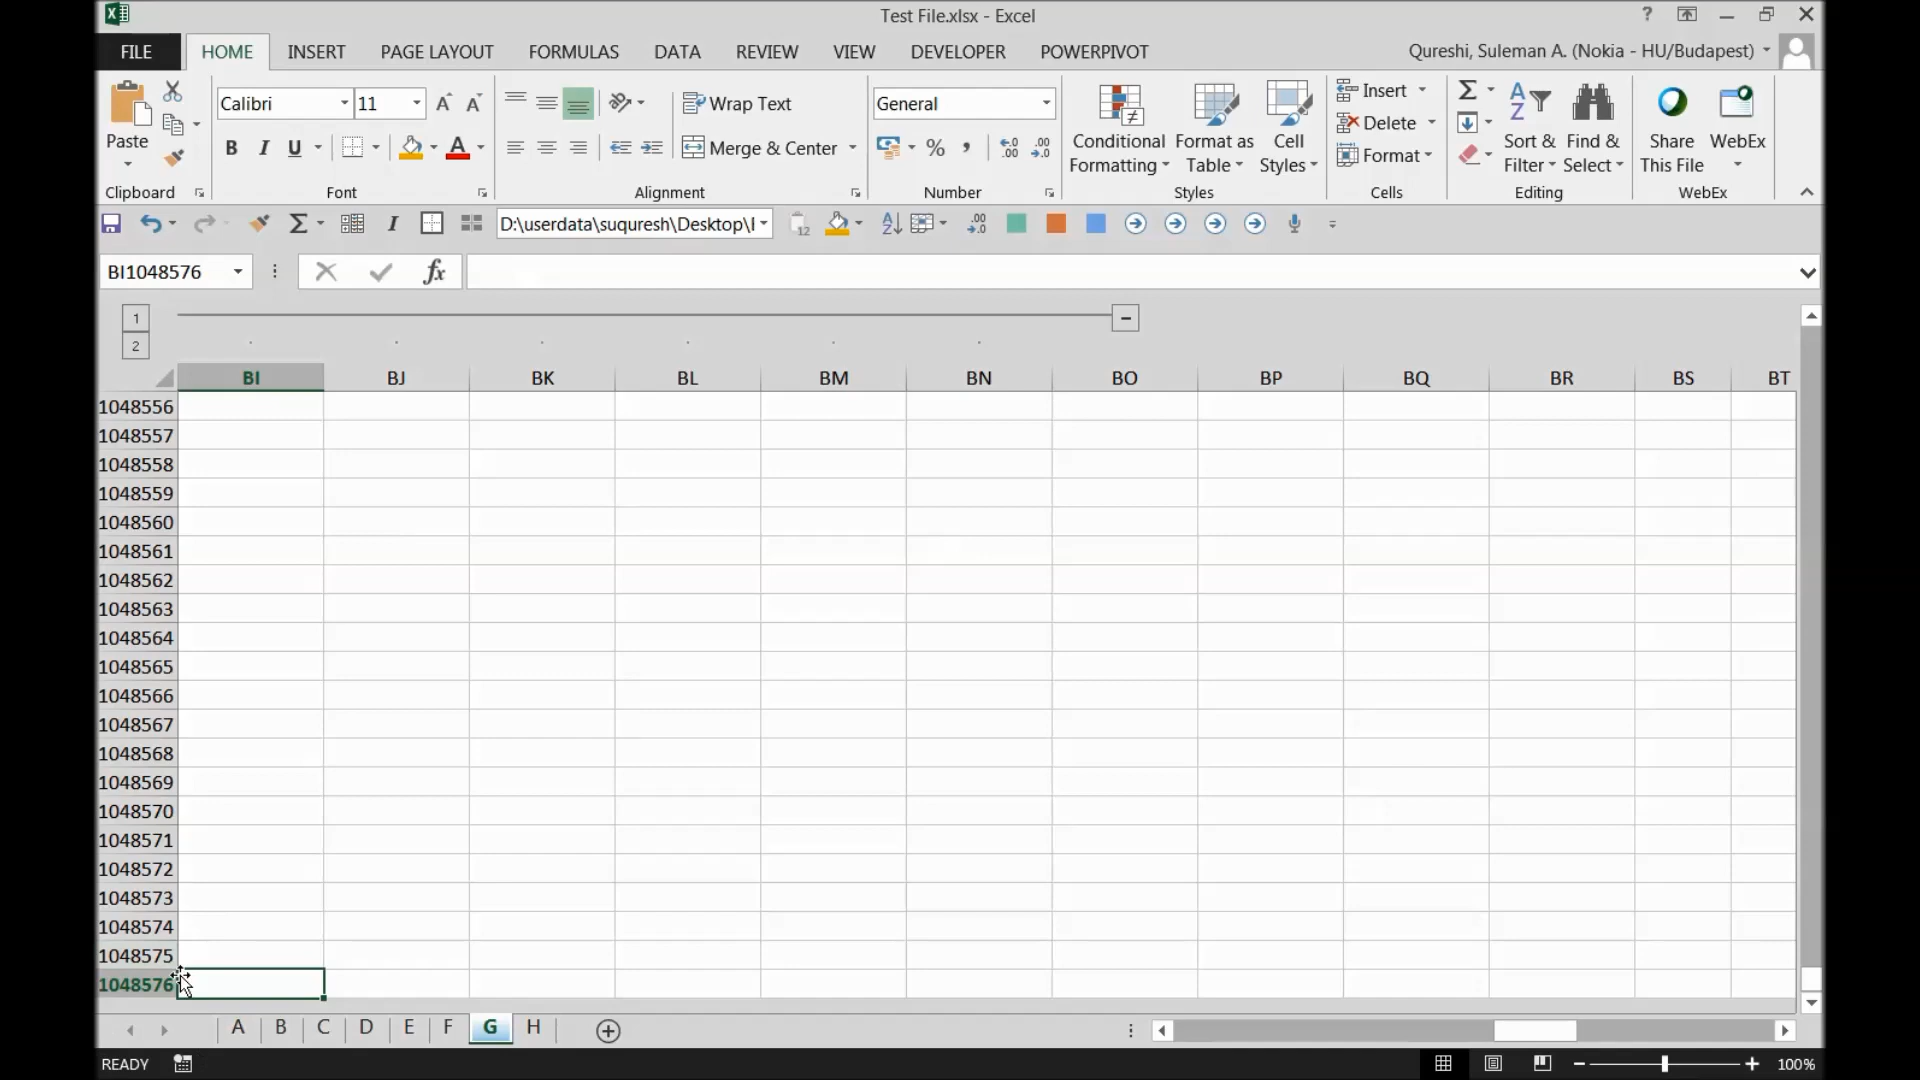 Test File.xlsx - Excel
FILE HOME INSERT PAGE LAYOUT FORMULAS DATA REVIEW VIEW DEVELOPER POWERPIVOT Qureshi, Suleman A. (Nokia - HU/Budapest)
Paste
Clipboard
Calibri 11
B I U A
Font
Wrap Text
Merge & Center
Alignment
General
%
Number
Conditional Formatting
Format as Table
Cell Styles
Styles
Insert
Delete
Format
Cells
Sort & Filter
Find & Select
Editing
Share This File
WebEx
WebEx
D:\userdata\suquresh\Desktop\
BI1048576
fx
1
2
BI BJ BK BL BM BN BO BP BQ BR BS BT
1048556
1048557
1048558
1048559
1048560
1048561
1048562
1048563
1048564
1048565
1048566
1048567
1048568
1048569
1048570
1048571
1048572
1048573
1048574
1048575
1048576
A B C D E F G H
READY 100%